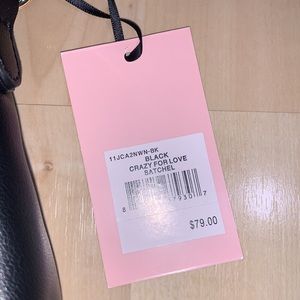 11JCA2NWN-BK
BLACK
CRAZY FOR LOVE
SATCHEL
$79.00